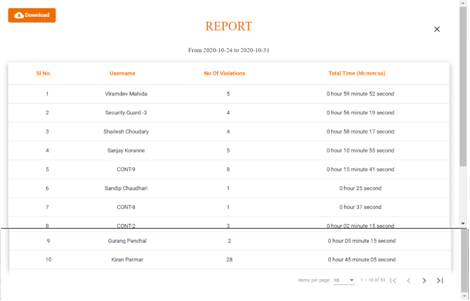 Download
REPORT
From 2020-10-24 to 2020-10-31
Sl No. Username No Of Violations Total Time (hh:mm:ss)
1 Viramdev Mahida 5 0 hour 59 minute 52 second
2 Security Guard -3 4 0 hour 56 minute 19 second
3 Shailesh Choudary 4 0 hour 58 minute 17 second
4 Sanjay Koranne 5 0 hour 10 minute 55 second
5 CONT-9 8 0 hour 15 minute 41 second
6 Sandip Chaudhari 1 0 hour 25 second
7 CONT-8 1 0 hour 37 second
8 CONT-2 3 0 hour 02 minute 15 second
9 Gurang Panchal 2 0 hour 05 minute 15 second
10 Kiran Parmar 28 0 hour 45 minute 05 second
Items per page: 10 1 – 10 of 53